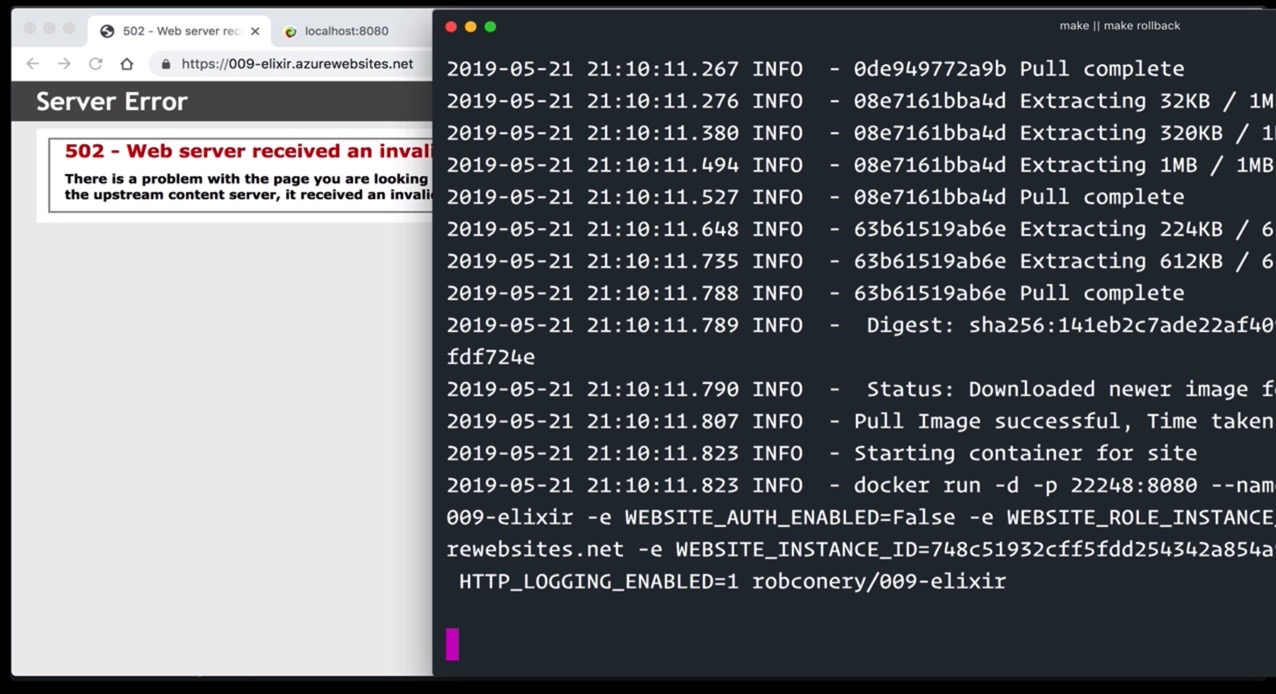 502 - Web server rec
localhost:8080
https://009-elixir.azurewebsites.net
Server Error
502 - Web server received an invali
There is a problem with the page you are looking
the upstream content server, it received an invali
make || make rollback
2019-05-21 21:10:11.267 INFO  - 0de949772a9b Pull complete
2019-05-21 21:10:11.276 INFO  - 08e7161bba4d Extracting 32KB / 1M
2019-05-21 21:10:11.380 INFO  - 08e7161bba4d Extracting 320KB / 1
2019-05-21 21:10:11.494 INFO  - 08e7161bba4d Extracting 1MB / 1MB
2019-05-21 21:10:11.527 INFO  - 08e7161bba4d Pull complete
2019-05-21 21:10:11.648 INFO  - 63b61519ab6e Extracting 224KB / 6
2019-05-21 21:10:11.735 INFO  - 63b61519ab6e Extracting 612KB / 6
2019-05-21 21:10:11.788 INFO  - 63b61519ab6e Pull complete
2019-05-21 21:10:11.789 INFO  -  Digest: sha256:141eb2c7ade22af40
fdf724e
2019-05-21 21:10:11.790 INFO  -  Status: Downloaded newer image f
2019-05-21 21:10:11.807 INFO  - Pull Image successful, Time taken
2019-05-21 21:10:11.823 INFO  - Starting container for site
2019-05-21 21:10:11.823 INFO  - docker run -d -p 22248:8080 --nam
009-elixir -e WEBSITE_AUTH_ENABLED=False -e WEBSITE_ROLE_INSTANCE_
rewebsites.net -e WEBSITE_INSTANCE_ID=748c51932cff5fdd254342a854a
HTTP_LOGGING_ENABLED=1 robconery/009-elixir